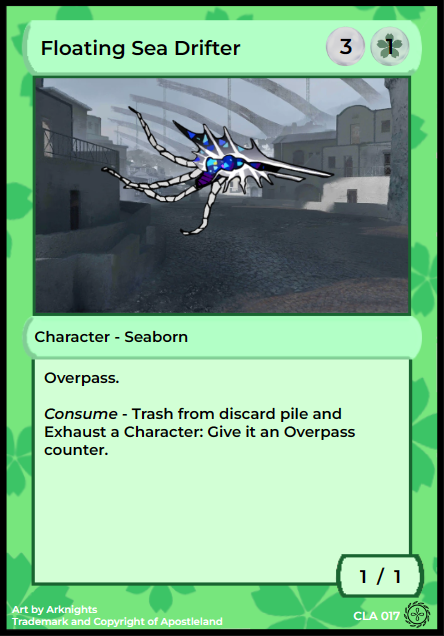 Floating Sea Drifter
3 1
Character - Seaborn
Overpass.
Consume - Trash from discard pile and
Exhaust a Character: Give it an Overpass
counter.
1 / 1
Art by Arknights
Trademark and Copyright of Apostleland
CLA 017